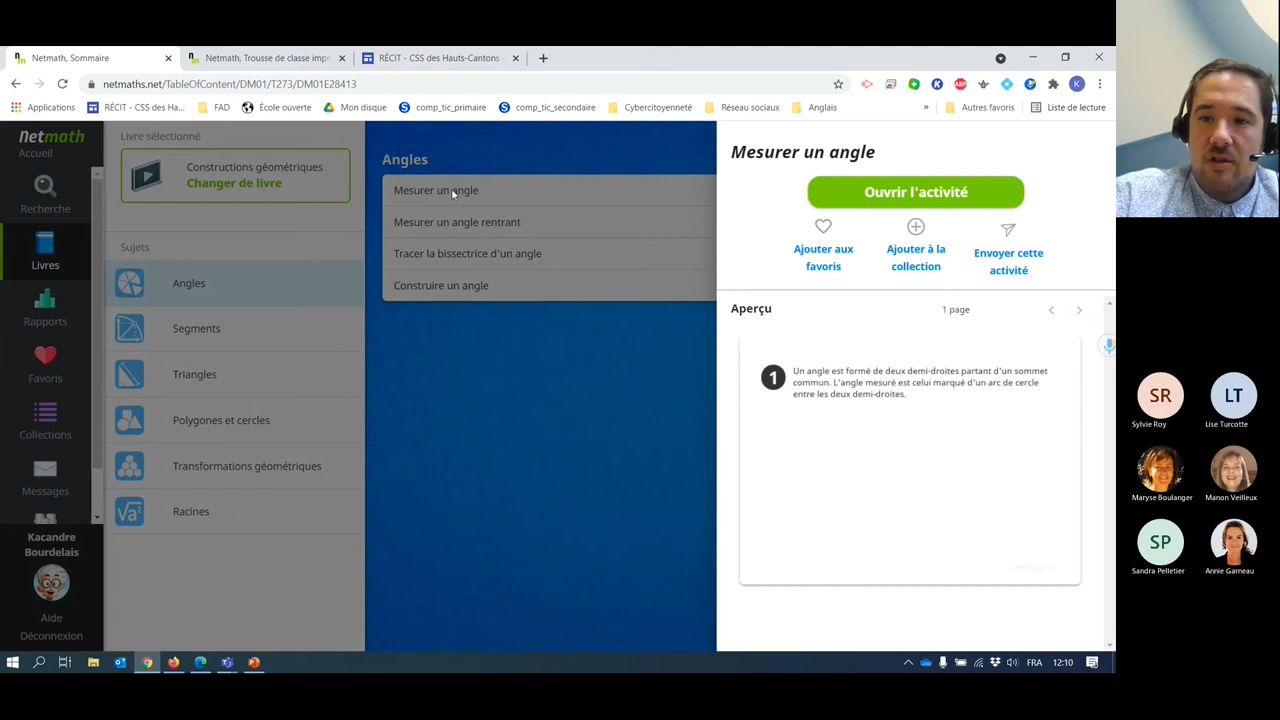 Netmath, Sommaire
Netmath, Trousse de classe impr
RÉCIT - CSS des Hauts-Cantons
netmaths.net/TableOfContent/DM01/T273/DM01E28413
Applications
RÉCIT - CSS des Ha...
FAD
École ouverte
Mon disque
comp_tic_primaire
comp_tic_secondaire
Cybercitoyenneté
Réseau sociaux
Anglais
»
Autres favoris
Liste de lecture
K
ABP
netmath
Accueil
Recherche
Livres
Rapports
Favoris
Collections
Messages
Kacandre
Bourdelais
Aide
Déconnexion
Livre sélectionné
Constructions géométriques
Changer de livre
Sujets
Angles
Segments
Triangles
Polygones et cercles
Transformations géométriques
Racines
Angles
Mesurer un angle
Mesurer un angle rentrant
Tracer la bissectrice d'un angle
Construire un angle
Mesurer un angle
Ouvrir l'activité
Ajouter aux
favoris
Ajouter à la
collection
Envoyer cette
activité
Aperçu
1 page
1
Un angle est formé de deux demi-droites partant d'un sommet
commun. L'angle mesuré est celui marqué d'un arc de cercle
entre les deux demi-droites.
SR
Sylvie Roy
LT
Lise Turcotte
Maryse Boulanger
Manon Veilleux
SP
Sandra Pelletier
Annie Garneau
FRA
12:10